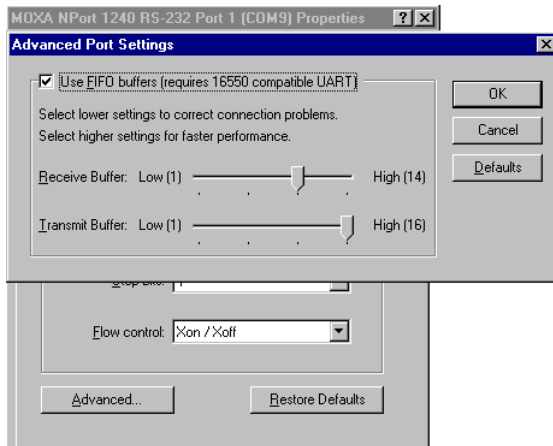 MOXA NPort 1240 RS-232 Port 1 (COM9) Properties
Advanced Port Settings
Use FIFO buffers (requires 16550 compatible UART)
OK
Select lower settings to correct connection problems.
Cancel
Select higher settings for faster performance.
Defaults
Receive Buffer: Low (1) High (14)
Transmit Buffer: Low (1) High (16)
Flow control: Xon / Xoff
Advanced...
Restore Defaults